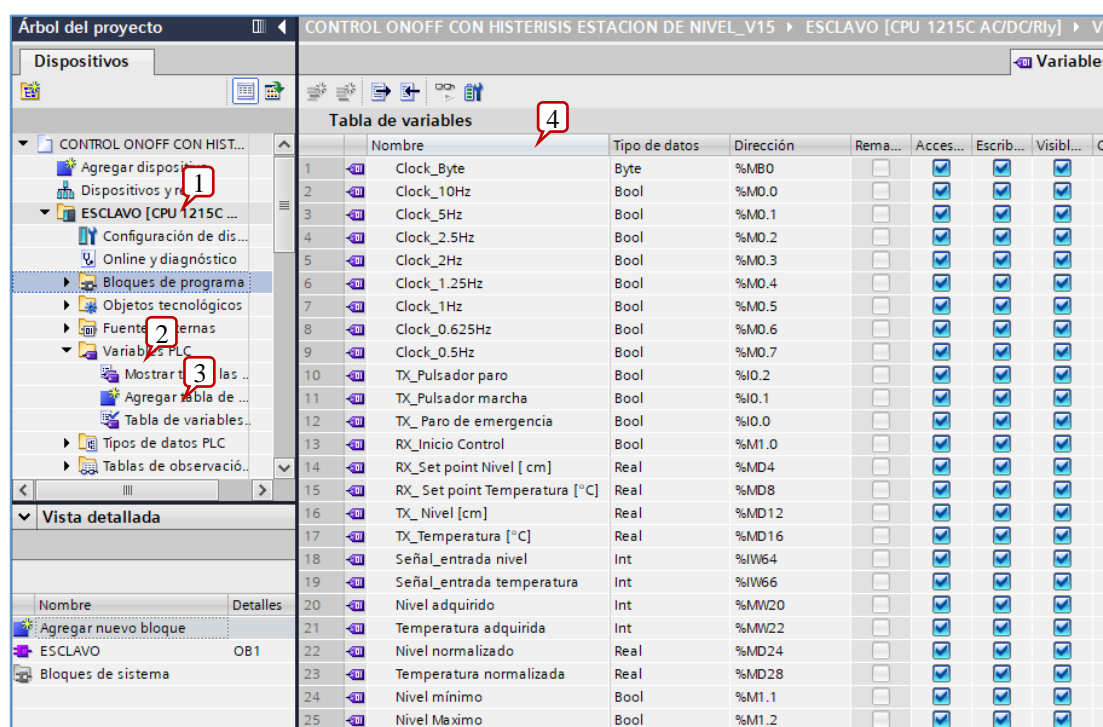 Árbol del proyecto
CONTROL ONOFF CON HISTERISIS ESTACION DE NIVEL_V15 ▸ ESCLAVO [CPU 1215C AC/DC/Rly] ▸ V
Dispositivos
Variables
Tabla de variables
4
CONTROL ONOFF CON HIST...
Agregar dispositivo
1
Dispositivos y re
ESCLAVO [CPU 1215C ...
Configuración de dis...
Online y diagnóstico
Bloques de programa
Objetos tecnológicos
Fuentes externas
2
Variables PLC
Mostrar t las ..
3
Agregar tabla de ...
Tabla de variables..
Tipos de datos PLC
Tablas de observació..
Vista detallada
Nombre Detalles
Agregar nuevo bloque
ESCLAVO OB1
Bloques de sistema
Nombre Tipo de datos Dirección Rema... Acces... Escrib... Visibl... C
1 Clock_Byte Byte %MB0
2 Clock_10Hz Bool %M0.0
3 Clock_5Hz Bool %M0.1
4 Clock_2.5Hz Bool %M0.2
5 Clock_2Hz Bool %M0.3
6 Clock_1.25Hz Bool %M0.4
7 Clock_1Hz Bool %M0.5
8 Clock_0.625Hz Bool %M0.6
9 Clock_0.5Hz Bool %M0.7
10 TX_Pulsador paro Bool %I0.2
11 TX_Pulsador marcha Bool %I0.1
12 TX_ Paro de emergencia Bool %I0.0
13 RX_Inicio Control Bool %M1.0
14 RX_Set point Nivel [ cm] Real %MD4
15 RX_ Set point Temperatura [°C] Real %MD8
16 TX_ Nivel [cm] Real %MD12
17 TX_Temperatura [°C] Real %MD16
18 Señal_entrada nivel Int %IW64
19 Señal_entrada temperatura Int %IW66
20 Nivel adquirido Int %MW20
21 Temperatura adquirida Int %MW22
22 Nivel normalizado Real %MD24
23 Temperatura normalizada Real %MD28
24 Nivel mínimo Bool %M1.1
25 Nivel Maximo Bool %M1.2